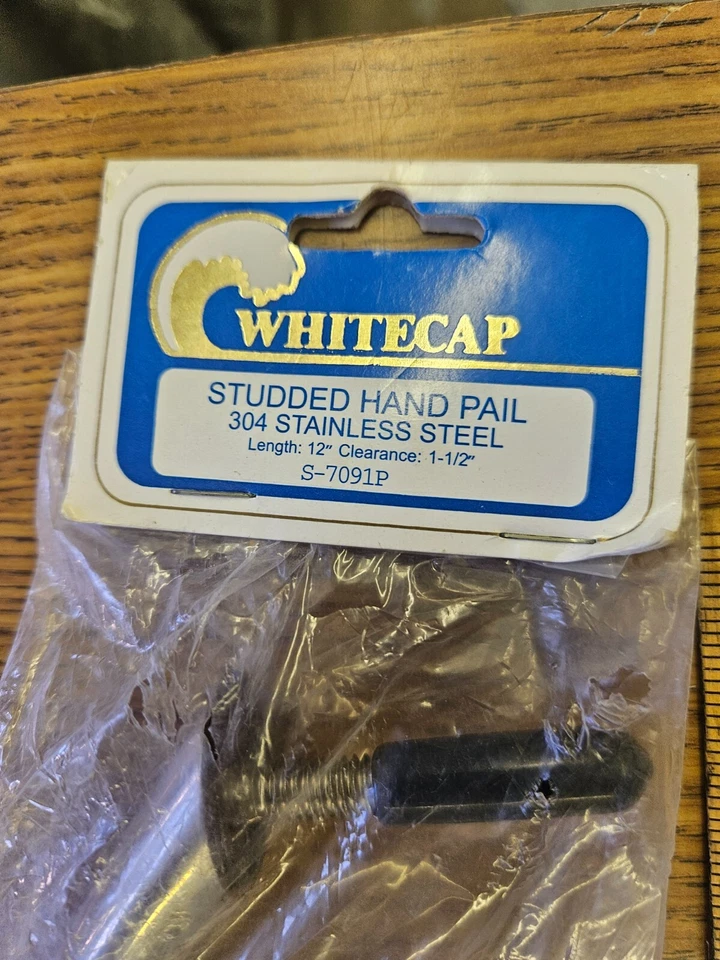 WHITECAP
STUDDED HAND PAIL
304 STAINLESS STEEL
Length: 12" Clearance: 1-1/2"
S-7091P